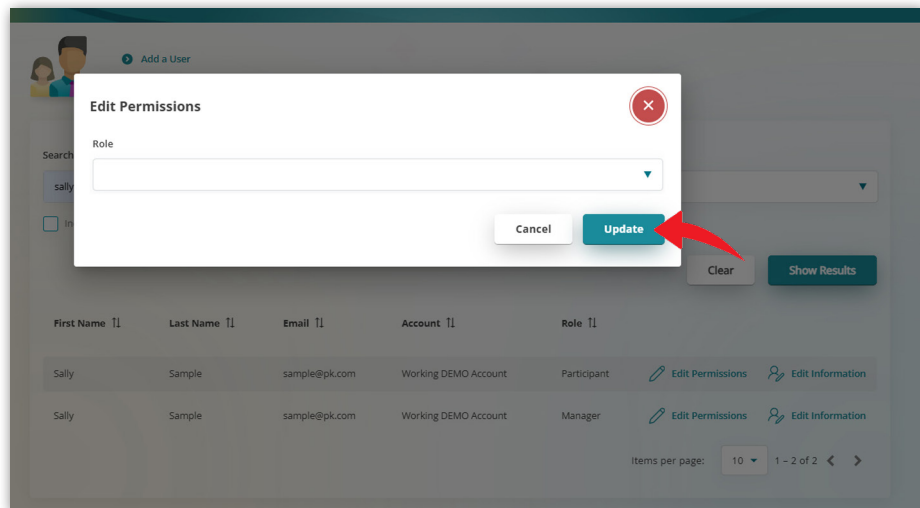 Add a User
Edit Permissions
Role
Search
sally
In
Cancel Update
Clear Show Results
First Name Last Name Email Account Role
Sally Sample sample@pk.com Working DEMO Account Participant Edit Permissions Edit Information
Sally Sample sample@pk.com Working DEMO Account Manager Edit Permissions Edit Information
Items per page: 10 1 – 2 of 2